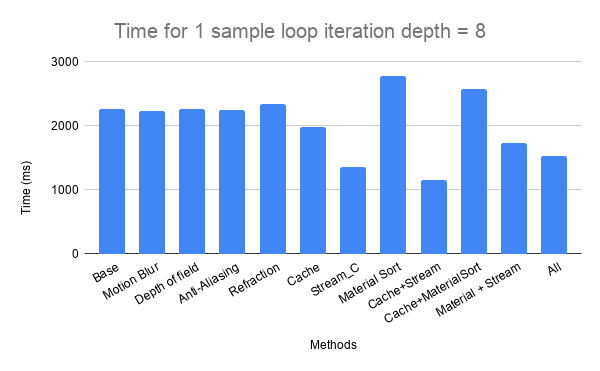 Time for 1 sample loop iteration depth = 8
Time (ms)
3000
2000
1000
0
Base
Motion Blur
Depth of field
Anti-Aliasing
Refraction
Cache
Stream_C
Material Sort
Cache+Stream
Cache+MaterialSort
Material + Stream
All
Methods